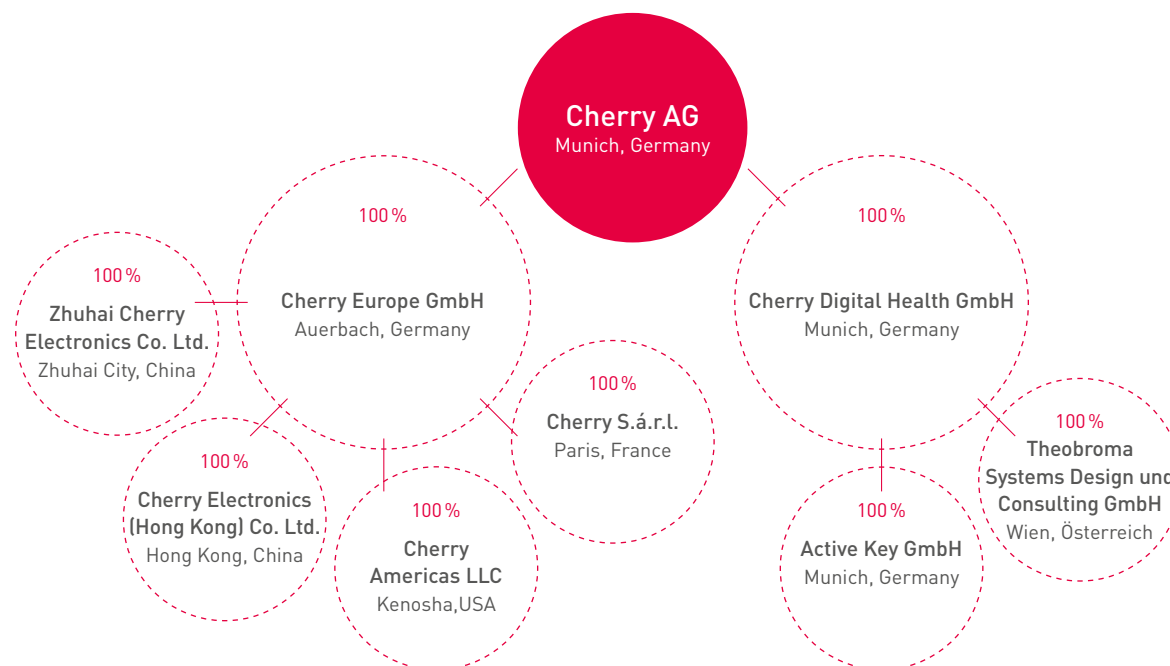 Cherry AG
Munich, Germany
100 %
Cherry Europe GmbH
Auerbach, Germany
100 %
Cherry Digital Health GmbH
Munich, Germany
100 %
Zhuhai Cherry
Electronics Co. Ltd.
Zhuhai City, China
100 %
Cherry Electronics
(Hong Kong) Co. Ltd.
Hong Kong, China
100 %
Cherry
Americas LLC
Kenosha,USA
100 %
Cherry S.á.r.l.
Paris, France
100 %
Active Key GmbH
Munich, Germany
100 %
Theobroma
Systems Design und
Consulting GmbH
Wien, Österreich